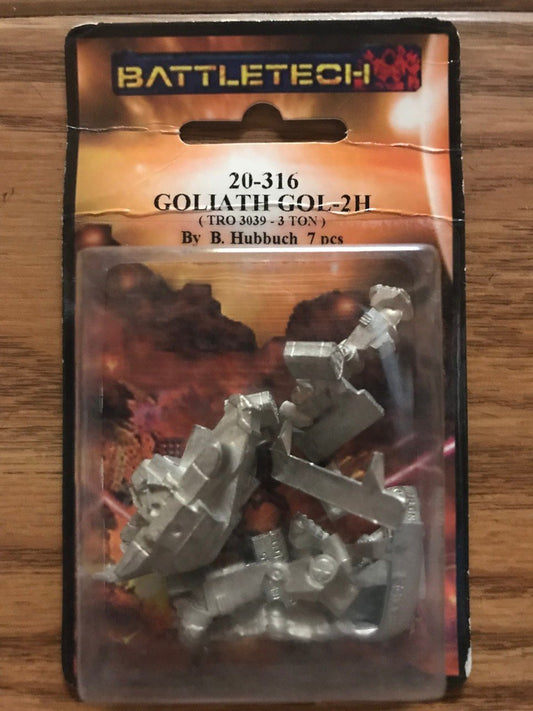 BATTLETECH
20-316
GOLIATH GOL-2H
( TRO 3039 - 3 TON )
By B. Hubbuch 7 pcs